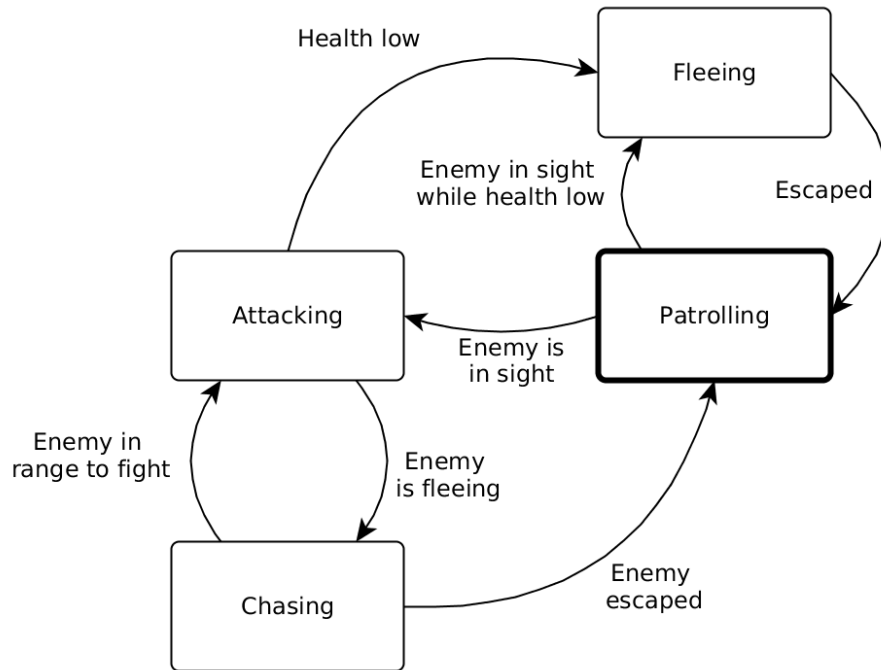 Health low
Fleeing
Enemy in sight
while health low
Escaped
Attacking
Patrolling
Enemy is
in sight
Enemy in
range to fight
Enemy
is fleeing
Chasing
Enemy
escaped